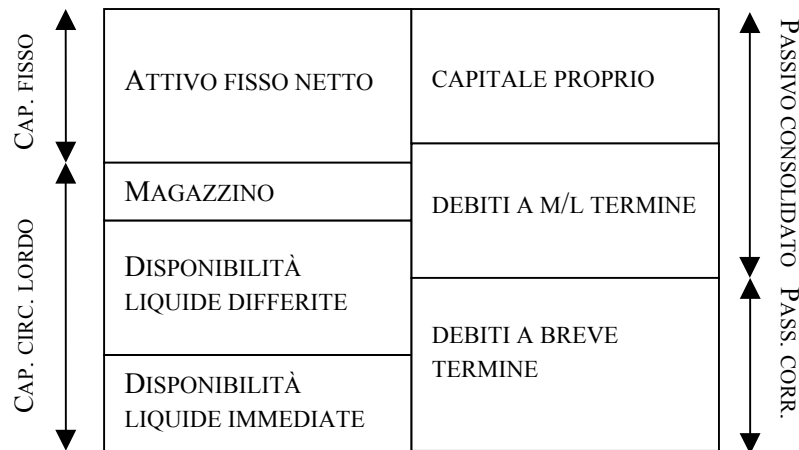 CAP. FISSO
CAP. CIRC. LORDO
ATTIVO FISSO NETTO
MAGAZZINO
DISPONIBILITÀ
LIQUIDE DIFFERITE
DISPONIBILITÀ
LIQUIDE IMMEDIATE
CAPITALE PROPRIO
DEBITI A M/L TERMINE
DEBITI A BREVE
TERMINE
PASSIVO CONSOLIDATO
PASS. CORR.